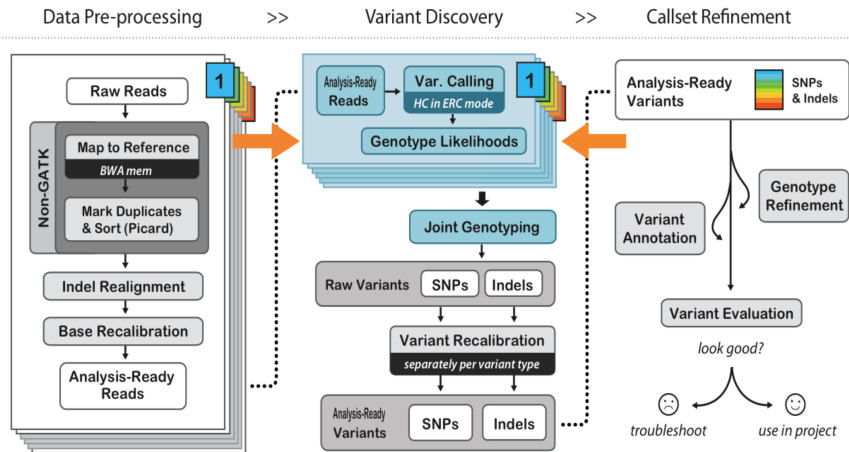 Data Pre-processing >> Variant Discovery >> Callset Refinement
1
Raw Reads
Non-GATK
Map to Reference
BWA mem
Mark Duplicates
& Sort (Picard)
Indel Realignment
Base Recalibration
Analysis-Ready
Reads
1
Analysis-Ready
Reads
Var. Calling
HC in ERC mode
Genotype Likelihoods
Joint Genotyping
Raw Variants
SNPs
Indels
Variant Recalibration
separately per variant type
Analysis-Ready
Variants
SNPs
Indels
Analysis-Ready
Variants
SNPs
& Indels
Genotype
Refinement
Variant
Annotation
Variant Evaluation
look good?
troubleshoot
use in project